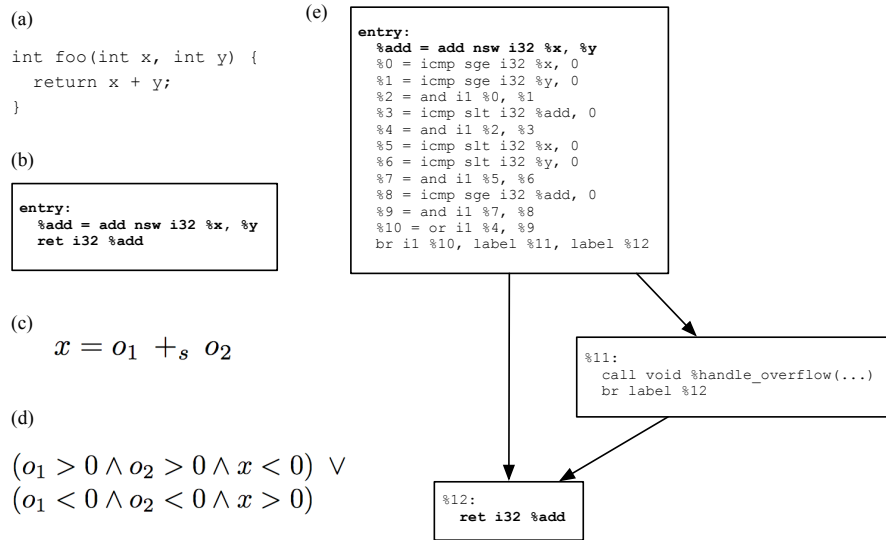 (a)
int foo(int x, int y) {
  return x + y;
}
(b)
entry:
  %add = add nsw i32 %x, %y
  ret i32 %add
(c)
x = o₁ +ₛ o₂
(d)
(o₁ > 0 ∧ o₂ > 0 ∧ x < 0) ∨
(o₁ < 0 ∧ o₂ < 0 ∧ x > 0)
(e)
entry:
  %add = add nsw i32 %x, %y
  %0 = icmp sge i32 %x, 0
  %1 = icmp sge i32 %y, 0
  %2 = and i1 %0, %1
  %3 = icmp slt i32 %add, 0
  %4 = and i1 %2, %3
  %5 = icmp slt i32 %x, 0
  %6 = icmp slt i32 %y, 0
  %7 = and i1 %5, %6
  %8 = icmp sge i32 %add, 0
  %9 = and i1 %7, %8
  %10 = or i1 %4, %9
  br i1 %10, label %11, label %12
%11:
  call void %handle_overflow(...)
  br label %12
%12:
  ret i32 %add